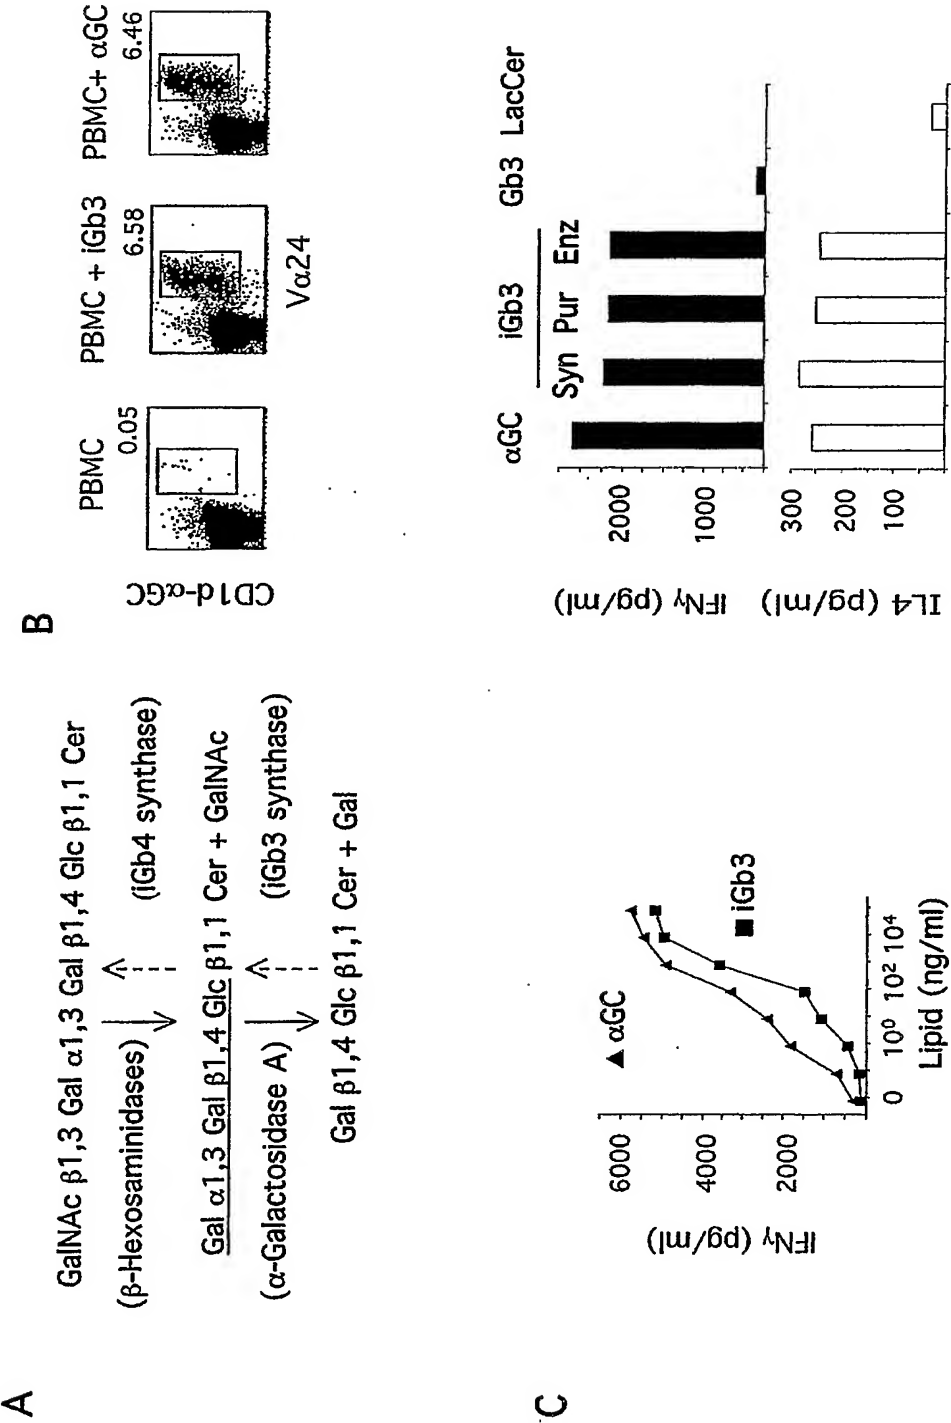 A
GalNAc β1,3 Gal α1,3 Gal β1,4 Glc β1,1 Cer
(β-Hexosaminidases)
(iGb4 synthase)
Gal α1,3 Gal β1,4 Glc β1,1 Cer + GalNAc
(α-Galactosidase A)
(iGb3 synthase)
Gal β1,4 Glc β1,1 Cer + Gal
B
PBMC
PBMC + iGb3
PBMC+ αGC
0.05
6.58
6.46
CD1d-αGC
Vα24
C
IFNγ (pg/ml)
6000
4000
2000
αGC
iGb3
0
10⁰
10²
10⁴
Lipid (ng/ml)
αGC
iGb3
Gb3
LacCer
Syn
Pur
Enz
IFNγ (pg/ml)
2000
1000
IL4 (pg/ml)
300
200
100